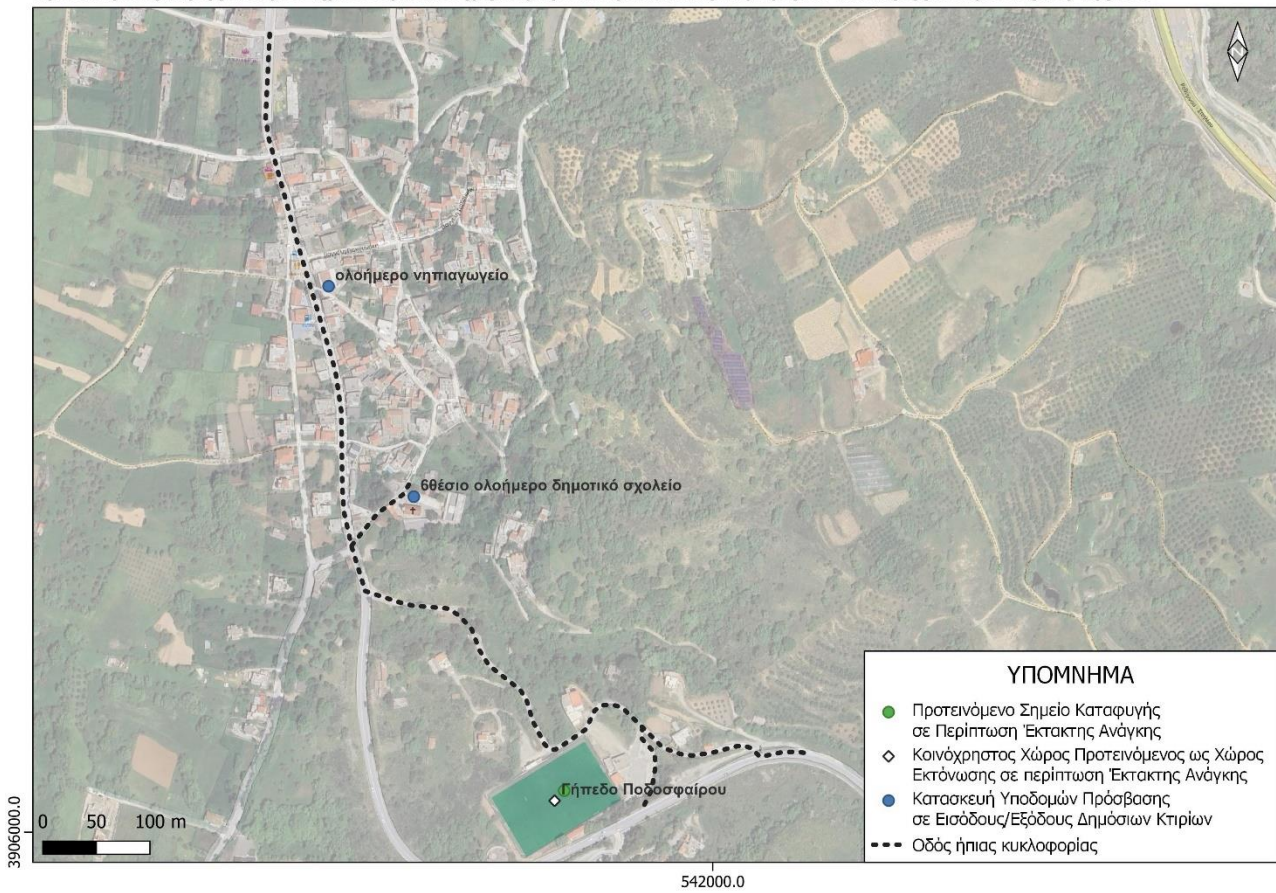 ολοήμερο νηπιαγωγείο
6θέσιο ολοήμερο δημοτικό σχολείο
Γήπεδο Ποδοσφαίρου
ΥΠΟΜΝΗΜΑ
Προτεινόμενο Σημείο Καταφυγής
σε Περίπτωση Έκτακτης Ανάγκης
Κοινόχρηστος Χώρος Προτεινόμενος ως Χώρος
Εκτόνωσης σε περίπτωση Έκτακτης Ανάγκης
Κατασκευή Υποδομών Πρόσβασης
σε Εισόδους/Εξόδους Δημόσιων Κτιρίων
Οδός ήπιας κυκλοφορίας
0 50 100 m
3906000.0
542000.0